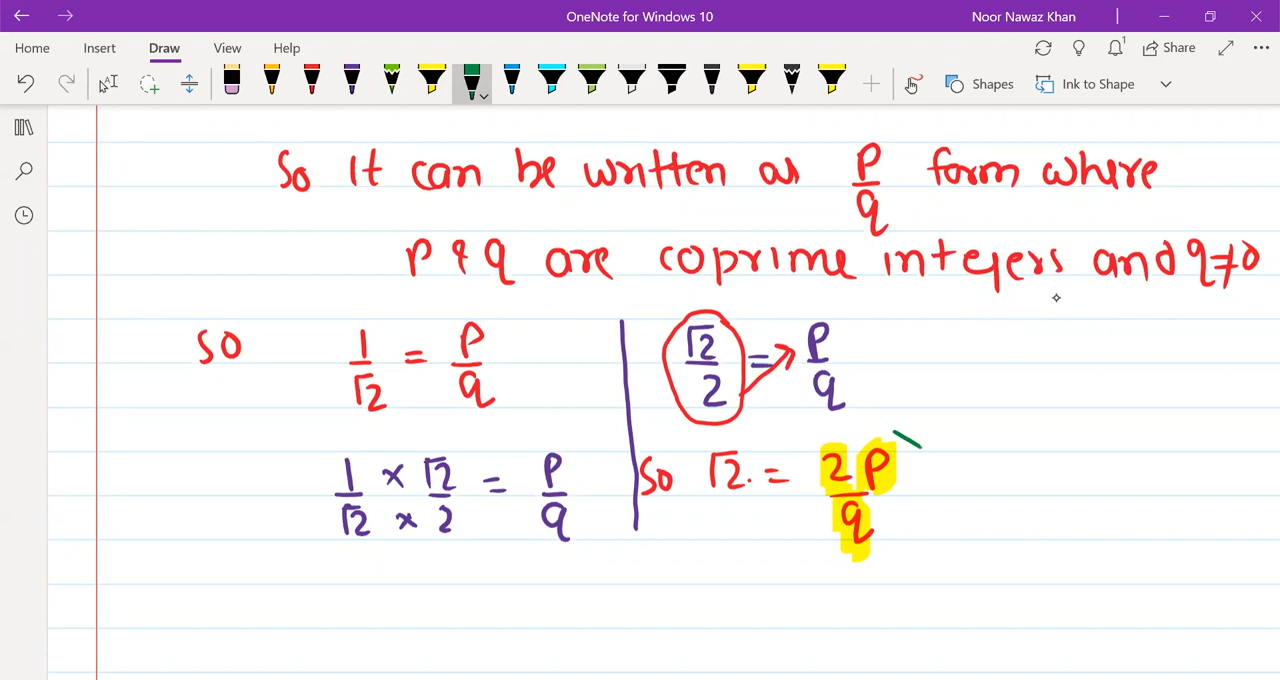 OneNote for Windows 10
Noor Nawaz Khan
Home Insert Draw View Help
1
Share
Shapes
Ink to Shape
So It can be written as p/q form where
p & q are coprime integers and q≠0
So 1/√2 = p/q
√2/2 = p/q
1/√2 × √2/2 = p/q
So √2. = 2p/q